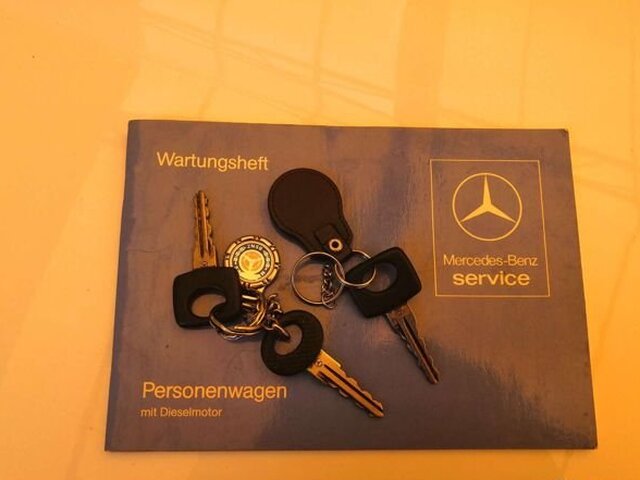 Wartungsheft
Mercedes-Benz
service
Personenwagen
mit Dieselmotor